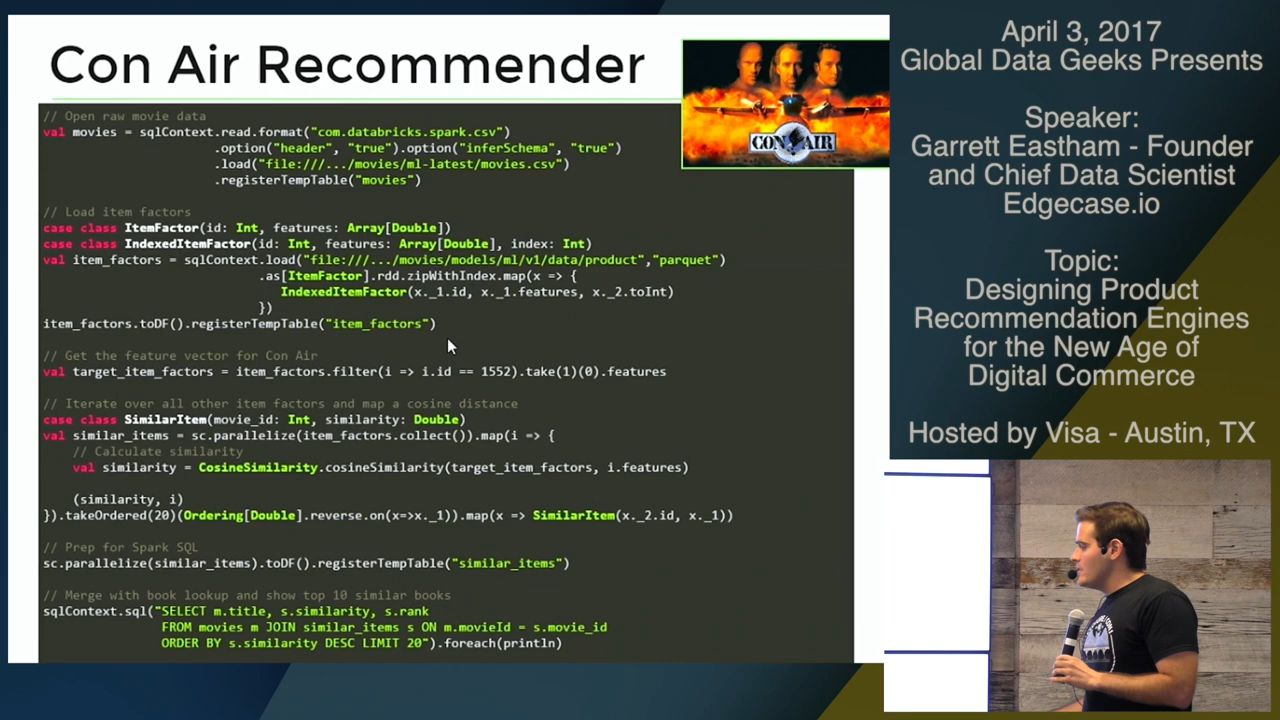 Con Air Recommender
CON AIR
// Open raw movie data
val movies = sqlContext.read.format("com.databricks.spark.csv")
.option("header", "true").option("inferSchema", "true")
.load("file:///.../movies/ml-latest/movies.csv")
.registerTempTable("movies")
// Load item factors
case class ItemFactor(id: Int, features: Array[Double])
case class IndexedItemFactor(id: Int, features: Array[Double], index: Int)
val item_factors = sqlContext.load("file:///.../movies/models/ml/v1/data/product","parquet")
.as[ItemFactor].rdd.zipWithIndex.map(x => {
IndexedItemFactor(x._1.id, x._1.features, x._2.toInt)
})
item_factors.toDF().registerTempTable("item_factors")
// Get the feature vector for Con Air
val target_item_factors = item_factors.filter(i => i.id == 1552).take(1)(0).features
// Iterate over all other item factors and map a cosine distance
case class SimilarItem(movie_id: Int, similarity: Double)
val similar_items = sc.parallelize(item_factors.collect()).map(i => {
// Calculate similarity
val similarity = CosineSimilarity.cosineSimilarity(target_item_factors, i.features)
(similarity, i)
}).takeOrdered(20)(Ordering[Double].reverse.on(x=>x._1)).map(x => SimilarItem(x._2.id, x._1))
// Prep for Spark SQL
sc.parallelize(similar_items).toDF().registerTempTable("similar_items")
// Merge with book lookup and show top 10 similar books
sqlContext.sql("SELECT m.title, s.similarity, s.rank
FROM movies m JOIN similar_items s ON m.movieId = s.movie_id
ORDER BY s.similarity DESC LIMIT 20").foreach(println)
April 3, 2017
Global Data Geeks Presents
Speaker:
Garrett Eastham - Founder
and Chief Data Scientist
Edgecase.io
Topic:
Designing Product
Recommendation Engines
for the New Age of
Digital Commerce
Hosted by Visa - Austin, TX